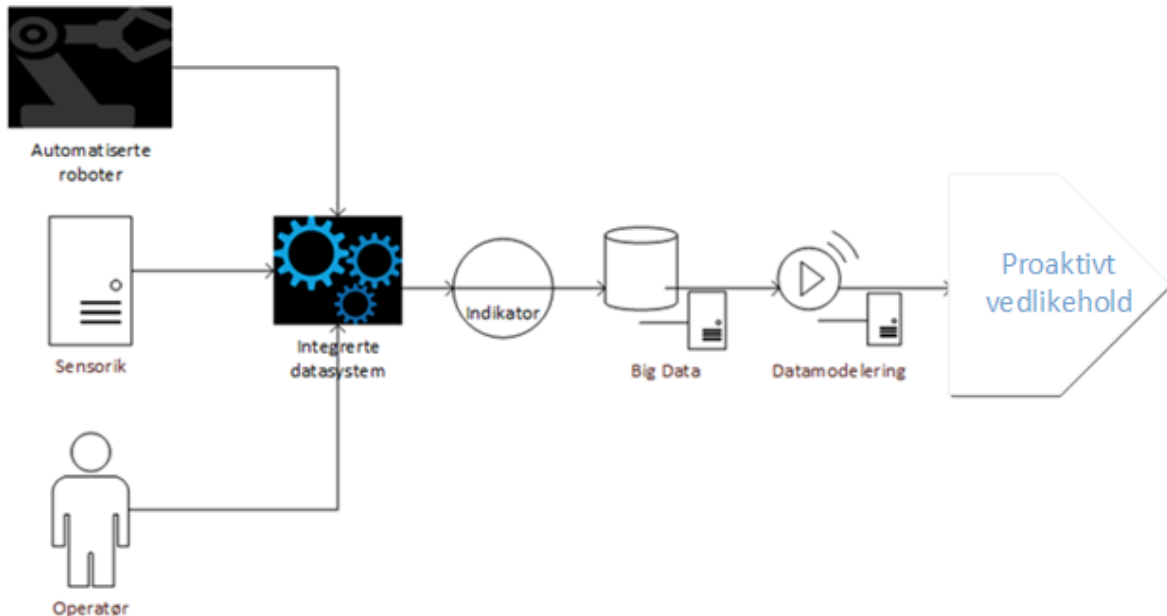 Automatiserte
roboter
Sensorik
Operatør
Integrerte
datasystem
Indikator
Big Data
Datamodelering
Proaktivt
vedlikehold